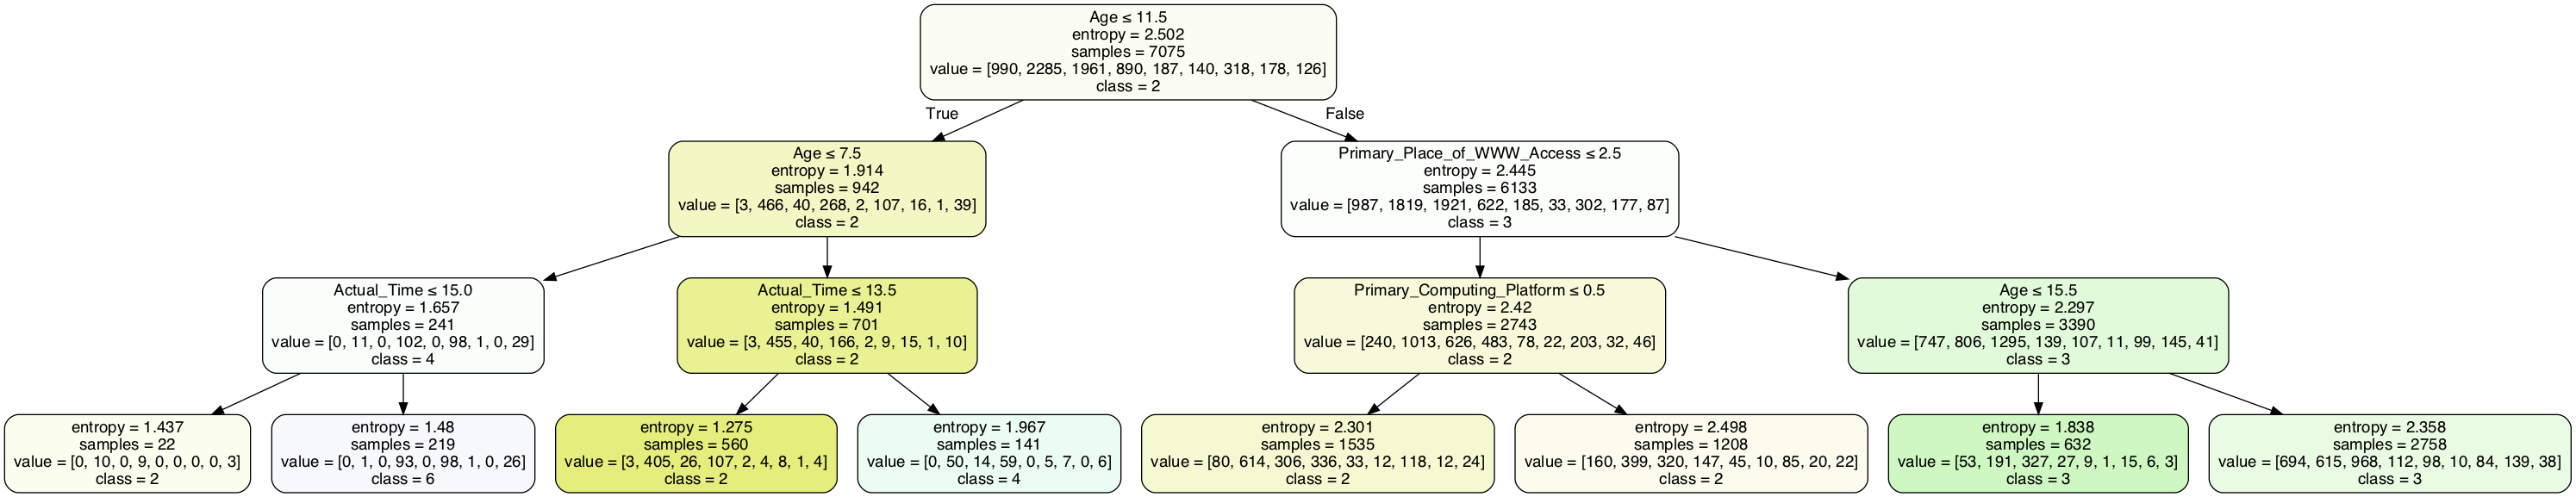 Age ≤ 11.5
entropy = 2.502
samples = 7075
value = [990, 2285, 1961, 890, 187, 140, 318, 178, 126]
class = 2
True
False
Age ≤ 7.5
entropy = 1.914
samples = 942
value = [3, 466, 40, 268, 2, 107, 16, 1, 39]
class = 2
Primary_Place_of_WWW_Access ≤ 2.5
entropy = 2.445
samples = 6133
value = [987, 1819, 1921, 622, 185, 33, 302, 177, 87]
class = 3
Actual_Time ≤ 15.0
entropy = 1.657
samples = 241
value = [0, 11, 0, 102, 0, 98, 1, 0, 29]
class = 4
Actual_Time ≤ 13.5
entropy = 1.491
samples = 701
value = [3, 455, 40, 166, 2, 9, 15, 1, 10]
class = 2
Primary_Computing_Platform ≤ 0.5
entropy = 2.42
samples = 2743
value = [240, 1013, 626, 483, 78, 22, 203, 32, 46]
class = 2
Age ≤ 15.5
entropy = 2.297
samples = 3390
value = [747, 806, 1295, 139, 107, 11, 99, 145, 41]
class = 3
entropy = 1.437
samples = 22
value = [0, 10, 0, 9, 0, 0, 0, 0, 3]
class = 2
entropy = 1.48
samples = 219
value = [0, 1, 0, 93, 0, 98, 1, 0, 26]
class = 6
entropy = 1.275
samples = 560
value = [3, 405, 26, 107, 2, 4, 8, 1, 4]
class = 2
entropy = 1.967
samples = 141
value = [0, 50, 14, 59, 0, 5, 7, 0, 6]
class = 4
entropy = 2.301
samples = 1535
value = [80, 614, 306, 336, 33, 12, 118, 12, 24]
class = 2
entropy = 2.498
samples = 1208
value = [160, 399, 320, 147, 45, 10, 85, 20, 22]
class = 2
entropy = 1.838
samples = 632
value = [53, 191, 327, 27, 9, 1, 15, 6, 3]
class = 3
entropy = 2.358
samples = 2758
value = [694, 615, 968, 112, 98, 10, 84, 139, 38]
class = 3